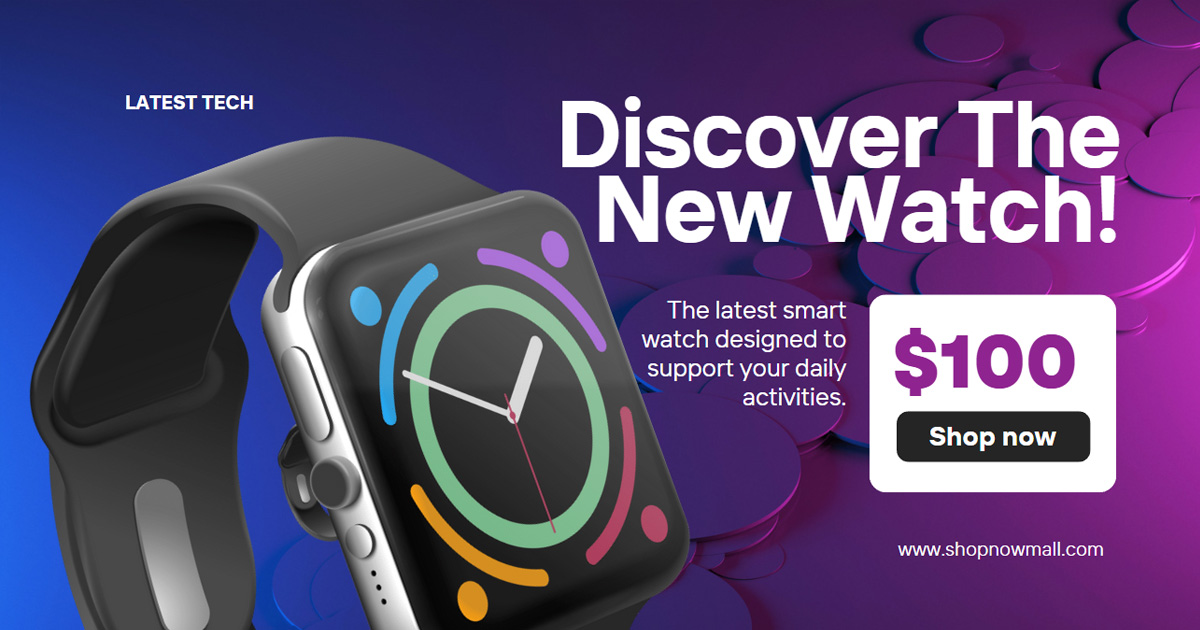 LATEST TECH
Discover The
New Watch!
The latest smart
watch designed to
support your daily
activities.
$100
Shop now
www.shopnowmall.com